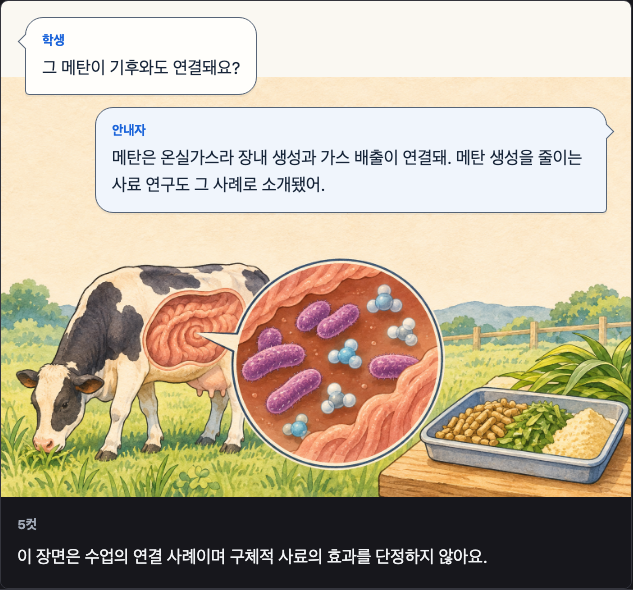 학생
그 메탄이 기후와도 연결돼요?
안내자
메탄은 온실가스라 장내 생성과 가스 배출이 연결돼. 메탄 생성을 줄이는
사료 연구도 그 사례로 소개됐어.
5컷
이 장면은 수업의 연결 사례이며 구체적 사료의 효과를 단정하지 않아요.